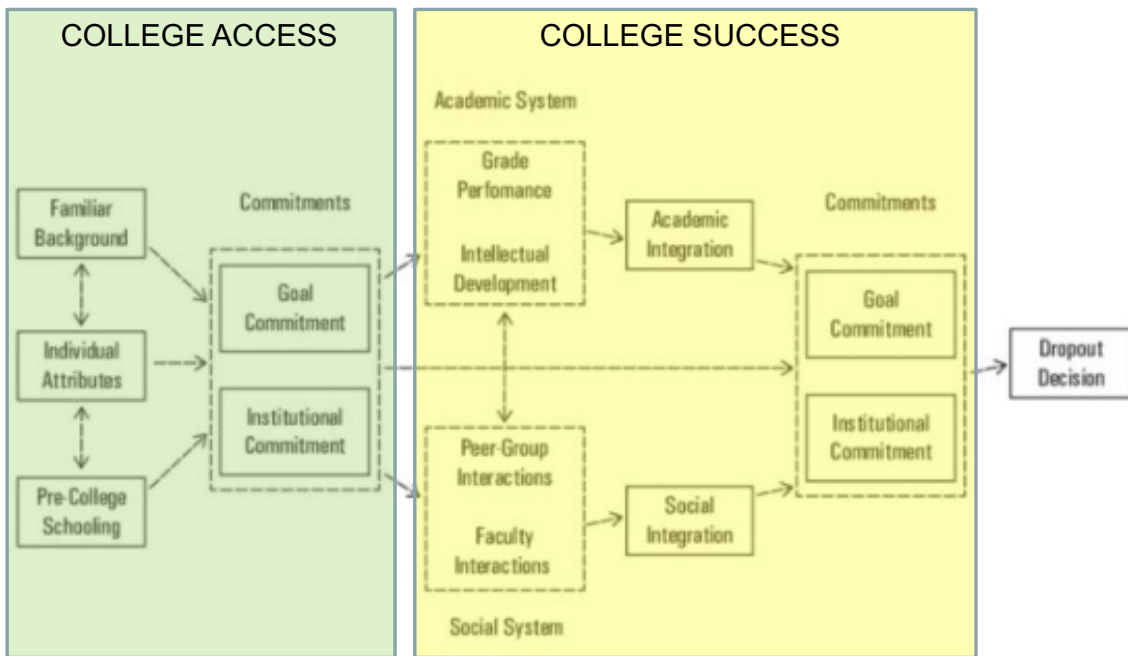 COLLEGE ACCESS
Familiar
Background
Individual
Attributes
Pre-College
Schooling
Commitments
Goal
Commitment
Institutional
Commitment
COLLEGE SUCCESS
Academic System
Grade
Perfomance
Intellectual
Development
Peer-Group
Interactions
Faculty
Interactions
Social System
Academic
Integration
Social
Integration
Commitments
Goal
Commitment
Institutional
Commitment
Dropout
Decision